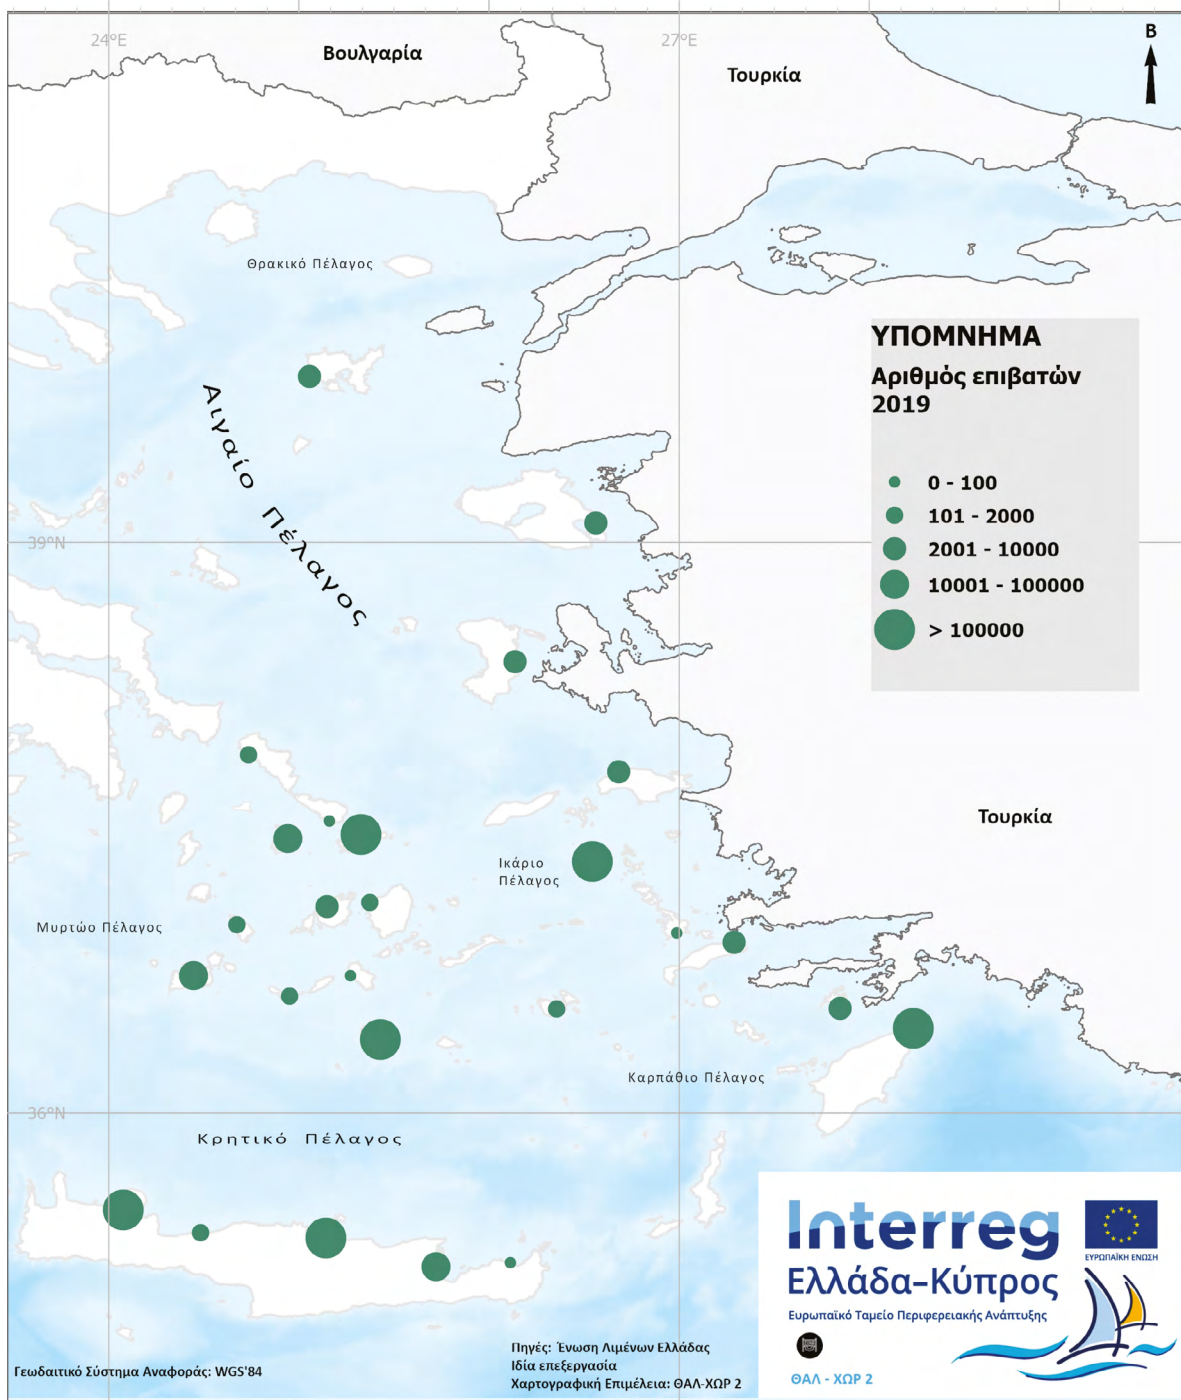 24°E
27°E
Βουλγαρία
Τουρκία
Β
Θρακικό Πέλαγος
Αιγαίο Πέλαγος
ΥΠΟΜΝΗΜΑ
Αριθμός επιβατών
2019
0 - 100
101 - 2000
2001 - 10000
10001 - 100000
> 100000
39°N
Τουρκία
Ικάριο
Πέλαγος
Μυρτώο Πέλαγος
Καρπάθιο Πέλαγος
36°N
Κρητικό Πέλαγος
Interreg
ΕΥΡΩΠΑΪΚΗ ΕΝΩΣΗ
Ελλάδα-Κύπρος
Ευρωπαϊκό Ταμείο Περιφερειακής Ανάπτυξης
ΘΑΛ - ΧΩΡ 2
Πηγές: Ένωση Λιμένων Ελλάδας
Ιδία επεξεργασία
Χαρτογραφική Επιμέλεια: ΘΑΛ-ΧΩΡ 2
Γεωδαιτικό Σύστημα Αναφοράς: WGS'84